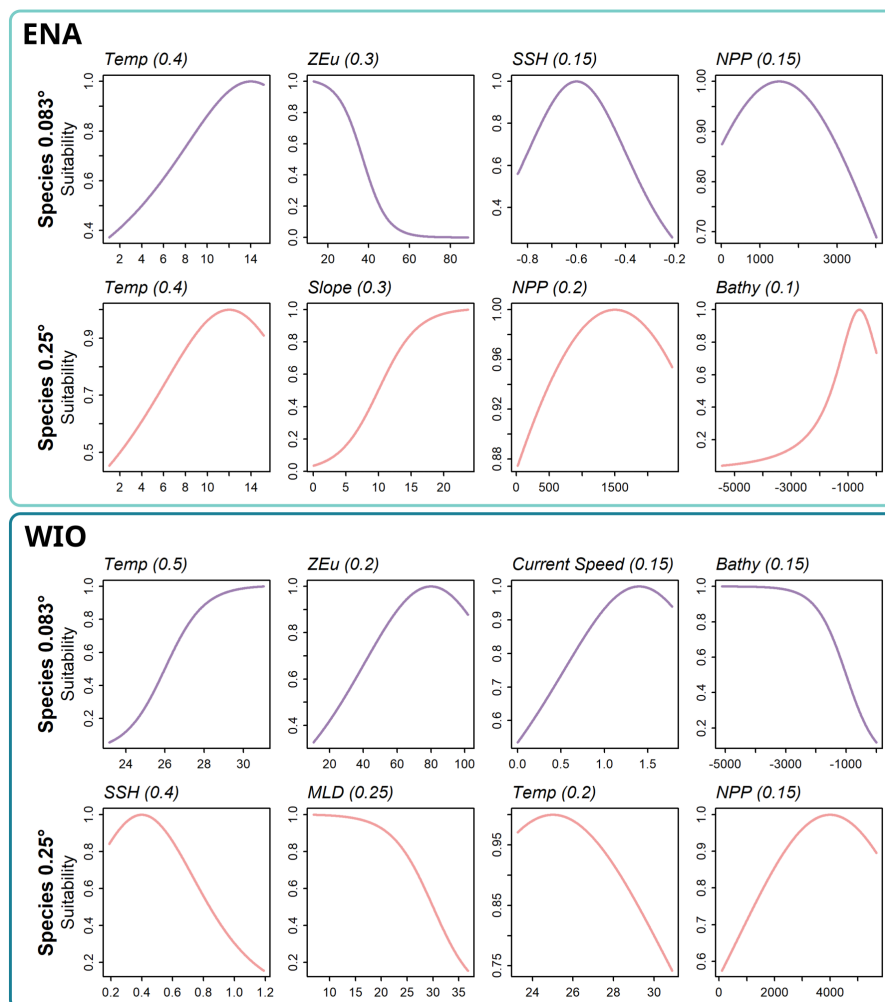 ENA
Temp (0.4)
ZEu (0.3)
SSH (0.15)
NPP (0.15)
Species 0.083°
Suitability
0.4 0.6 0.8 1.0
2 4 6 8 10 12 14
0.0 0.2 0.4 0.6 0.8 1.0
20 40 60 80
0.4 0.6 0.8 1.0
-0.8 -0.6 -0.4 -0.2
0.70 0.80 0.90 1.00
0 1000 3000
Temp (0.4)
Slope (0.3)
NPP (0.2)
Bathy (0.1)
Species 0.25°
Suitability
0.5 0.7 0.9
2 4 6 8 10 12 14
0.0 0.2 0.4 0.6 0.8 1.0
0 5 10 15 20
0.88 0.92 0.96 1.00
0 500 1500
0.2 0.4 0.6 0.8 1.0
-5000 -3000 -1000
WIO
Temp (0.5)
ZEu (0.2)
Current Speed (0.15)
Bathy (0.15)
Species 0.083°
Suitability
0.2 0.4 0.6 0.8 1.0
24 26 28 30
0.4 0.6 0.8 1.0
20 40 60 80 100
0.6 0.7 0.8 0.9 1.0
0.0 0.5 1.0 1.5
0.2 0.4 0.6 0.8 1.0
-5000 -3000 -1000
SSH (0.4)
MLD (0.25)
Temp (0.2)
NPP (0.15)
Species 0.25°
Suitability
0.2 0.4 0.6 0.8 1.0
0.2 0.4 0.6 0.8 1.0 1.2
0.2 0.4 0.6 0.8 1.0
10 15 20 25 30 35
0.75 0.85 0.95
24 26 28 30
0.6 0.7 0.8 0.9 1.0
0 2000 4000